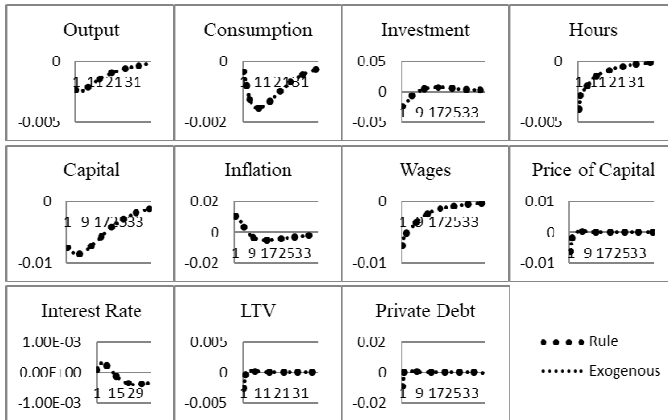 Output
0
1 11 21 31
-0.005
Consumption
0
1 11 21 31
-0.002
Investment
0.05
0
1 9 17 25 33
-0.05
Hours
0
1 11 21 31
-0.005
Capital
0
1 9 17 25 33
-0.01
Inflation
0.02
0
1 9 17 25 33
-0.02
Wages
0
1 9 17 25 33
-0.01
Price of Capital
0.01
0
1 9 17 25 33
-0.01
Interest Rate
1.00E-03
0.00E+00
1 15 29
-1.00E-03
LTV
0.005
0
1 11 21 31
-0.005
Private Debt
0.02
0
1 9 17 25 33
-0.02
Rule
Exogenous